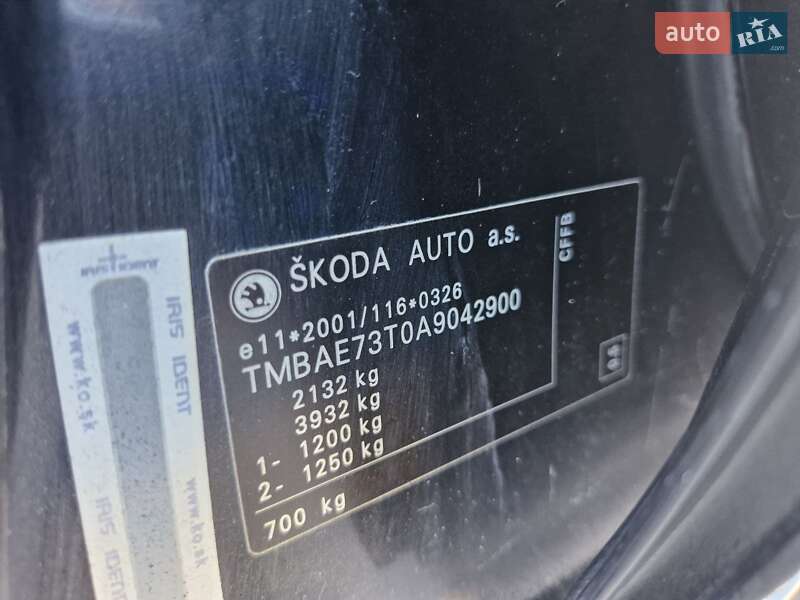 auto RIA
.com
ŠKODA AUTO a.s.
CFFB
e11*2001/116*0326
TMBAE73T0A9042900
2132 kg
3932 kg
1- 1200 kg
2- 1250 kg
700 kg
IRIS IDENT
www.ko.sk
www.ko.sk
IRIS IDENT